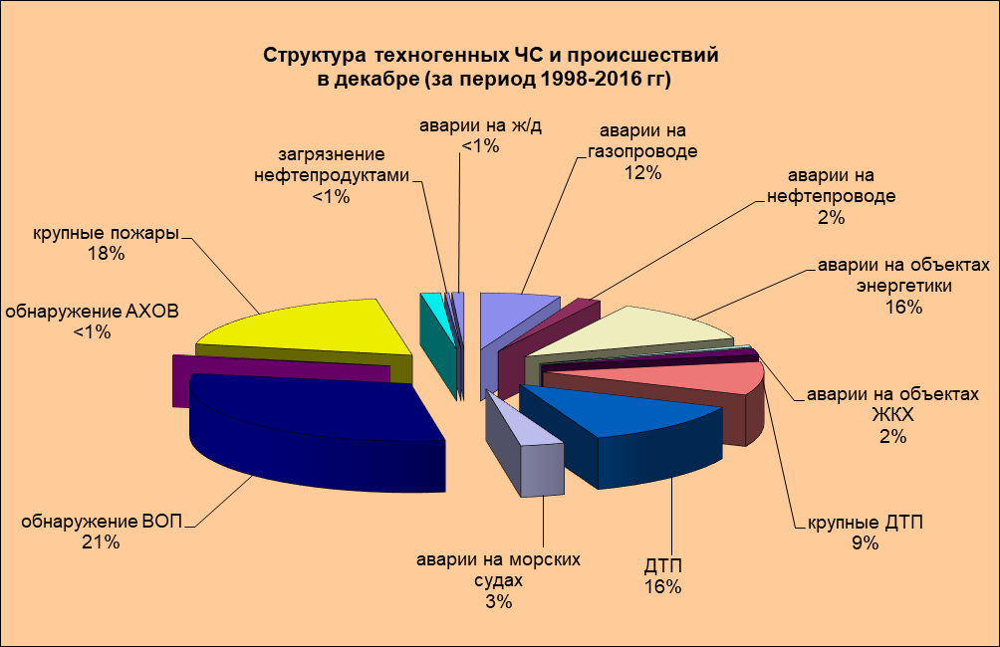 Структура техногенных ЧС и происшествий
в декабре (за период 1998-2016 гг)
аварии на ж/д
<1%
аварии на
газопроводе
12%
загрязнение
нефтепродуктами
<1%
аварии на
нефтепроводе
2%
крупные пожары
18%
аварии на объектах
энергетики
16%
обнаружение АХОВ
<1%
аварии на объектах
ЖКХ
2%
обнаружение ВОП
21%
крупные ДТП
9%
аварии на морских
судах
3%
ДТП
16%